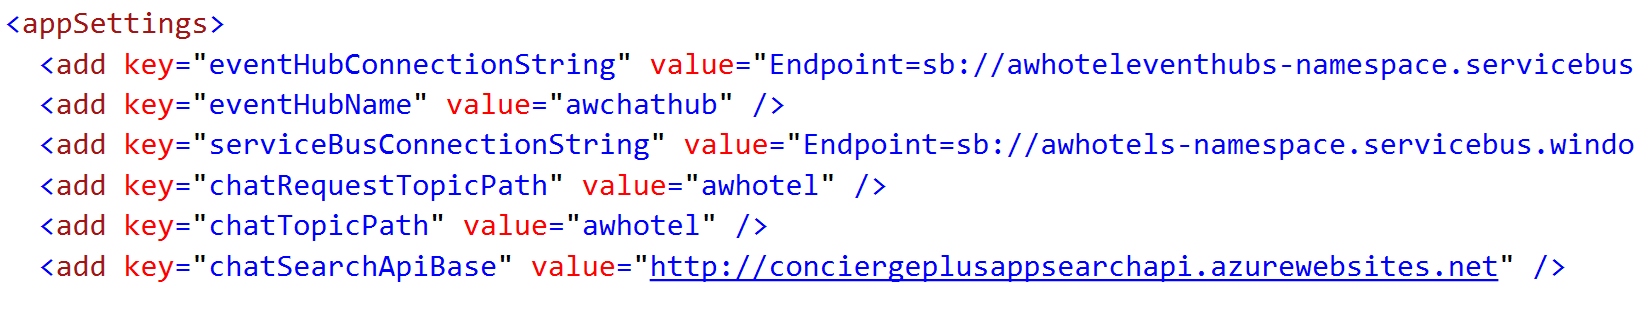 <appSettings>
<add key="eventHubConnectionString" value="Endpoint=sb://awhoteleventhubs-namespace.servicebus
<add key="eventHubName" value="awchathub" />
<add key="serviceBusConnectionString" value="Endpoint=sb://awhotels-namespace.servicebus.windo
<add key="chatRequestTopicPath" value="awhotel" />
<add key="chatTopicPath" value="awhotel" />
<add key="chatSearchApiBase" value="http://conciergeplusappsearchapi.azurewebsites.net" />